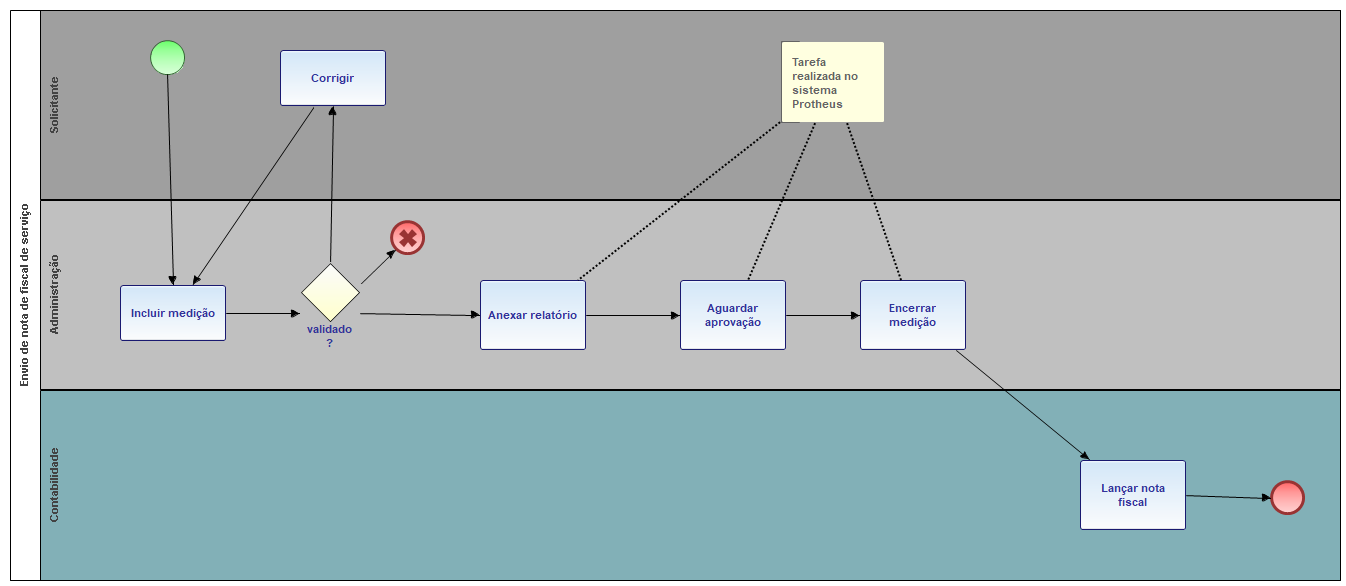 Envio de nota de fiscal de serviço
Solicitante
Corrigir
Tarefa
realizada no
sistema
Protheus
Administração
Incluir medição
validado
?
Anexar relatório
Aguardar
aprovação
Encerrar
medição
Contabilidade
Lançar nota
fiscal